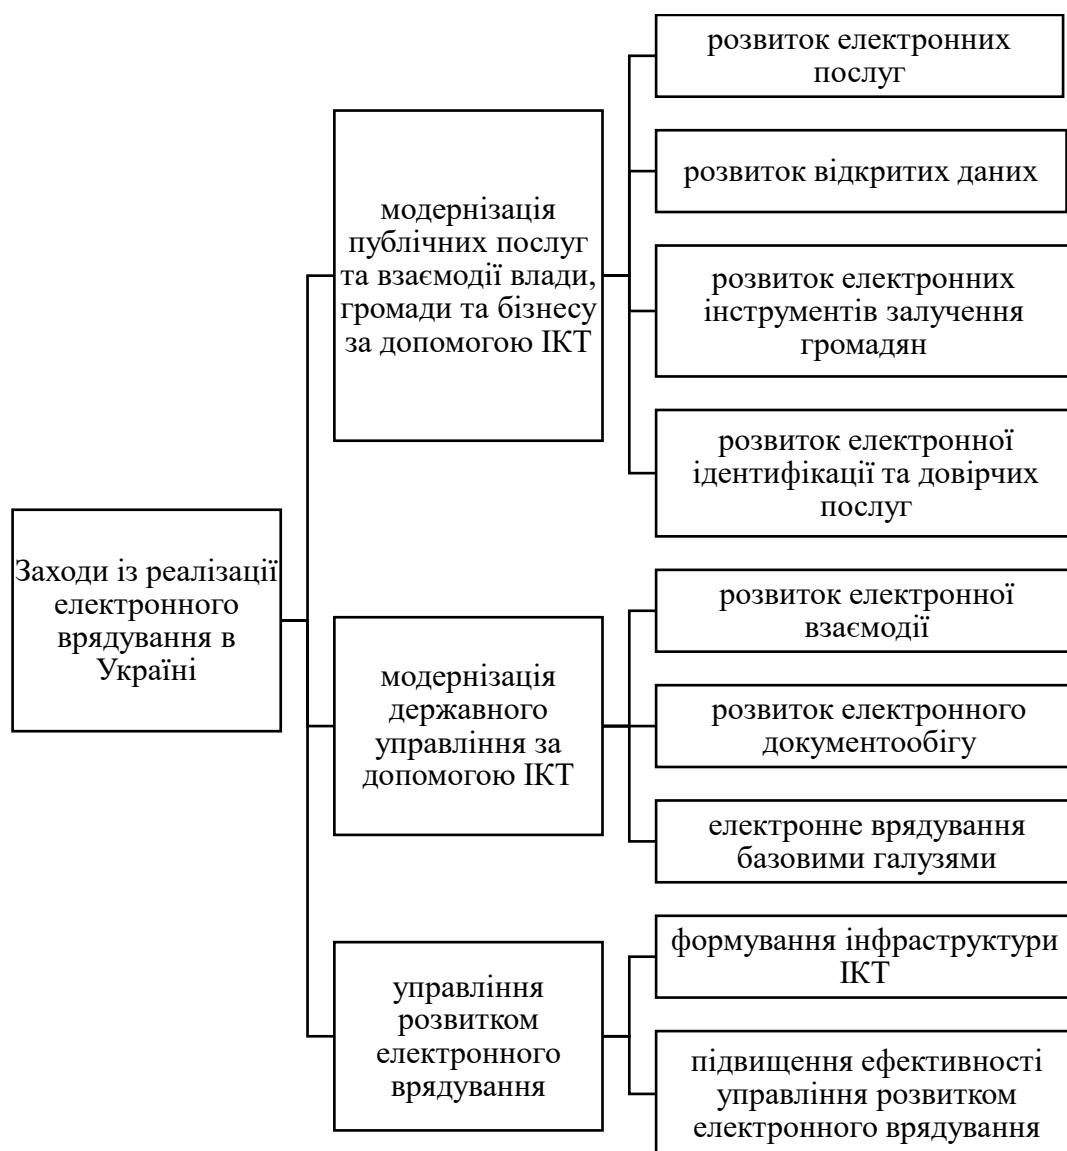 Заходи із реалізації
електронного
врядування в
Україні
модернізація
публічних послуг
та взаємодії влади,
громади та бізнесу
за допомогою ІКТ
розвиток електронних
послуг
розвиток відкритих даних
розвиток електронних
інструментів залучення
громадян
розвиток електронної
ідентифікації та довірчих
послуг
модернізація
державного
управління за
допомогою ІКТ
розвиток електронної
взаємодії
розвиток електронного
документообігу
електронне врядування
базовими галузями
управління
розвитком
електронного
врядування
формування інфраструктури
ІКТ
підвищення ефективності
управління розвитком
електронного врядування